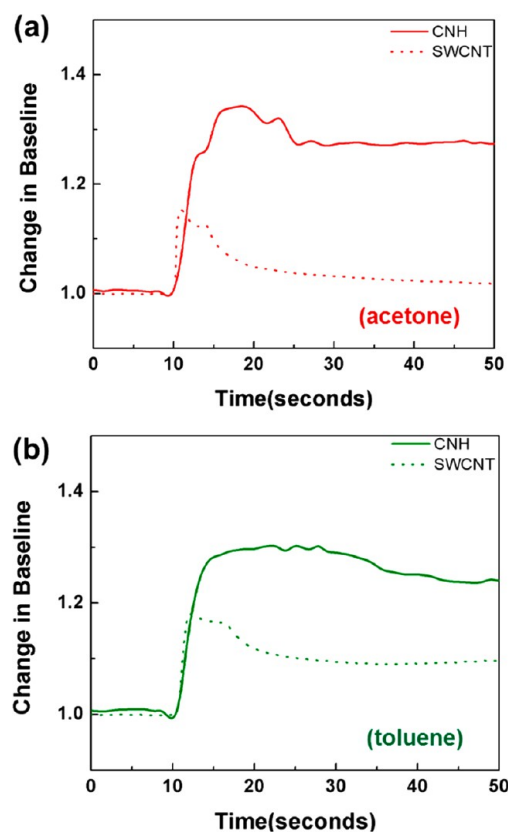 (a)
CNH
SWCNT
1.4
1.2
1.0
Change in Baseline
(acetone)
0 10 20 30 40 50
Time(seconds)
(b)
CNH
SWCNT
1.4
1.2
1.0
Change in Baseline
(toluene)
0 10 20 30 40 50
Time(seconds)